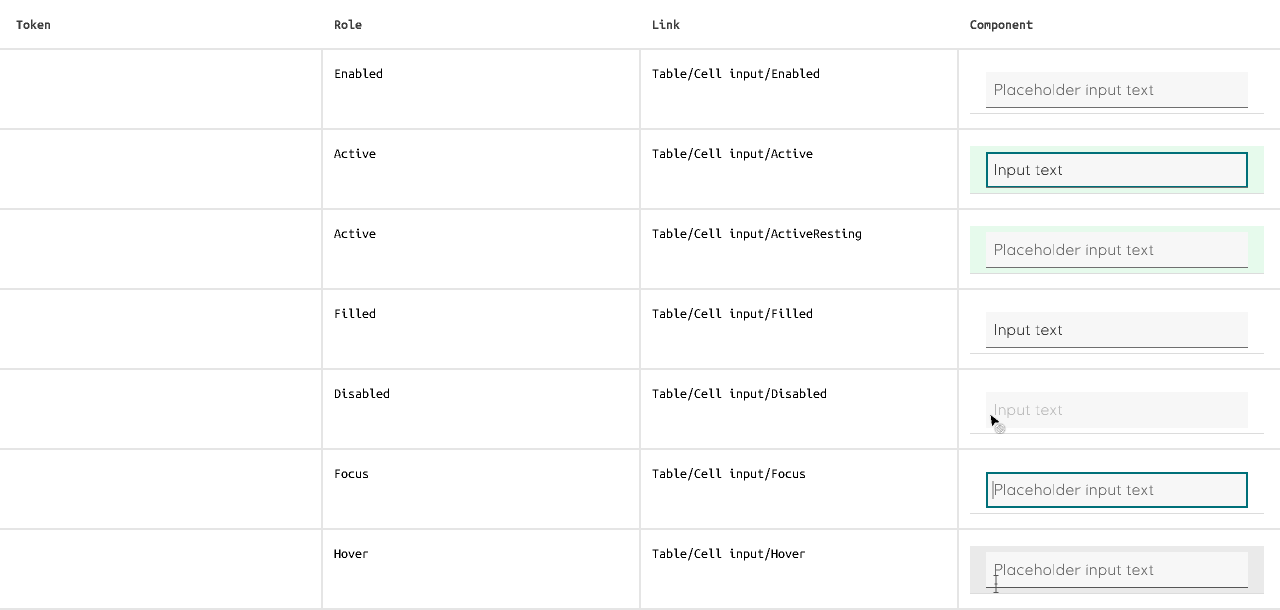 Token Role Link Component
Enabled Table/Cell input/Enabled Placeholder input text
Active Table/Cell input/Active Input text
Active Table/Cell input/ActiveResting Placeholder input text
Filled Table/Cell input/Filled Input text
Disabled Table/Cell input/Disabled Input text
Focus Table/Cell input/Focus Placeholder input text
Hover Table/Cell input/Hover Placeholder input text